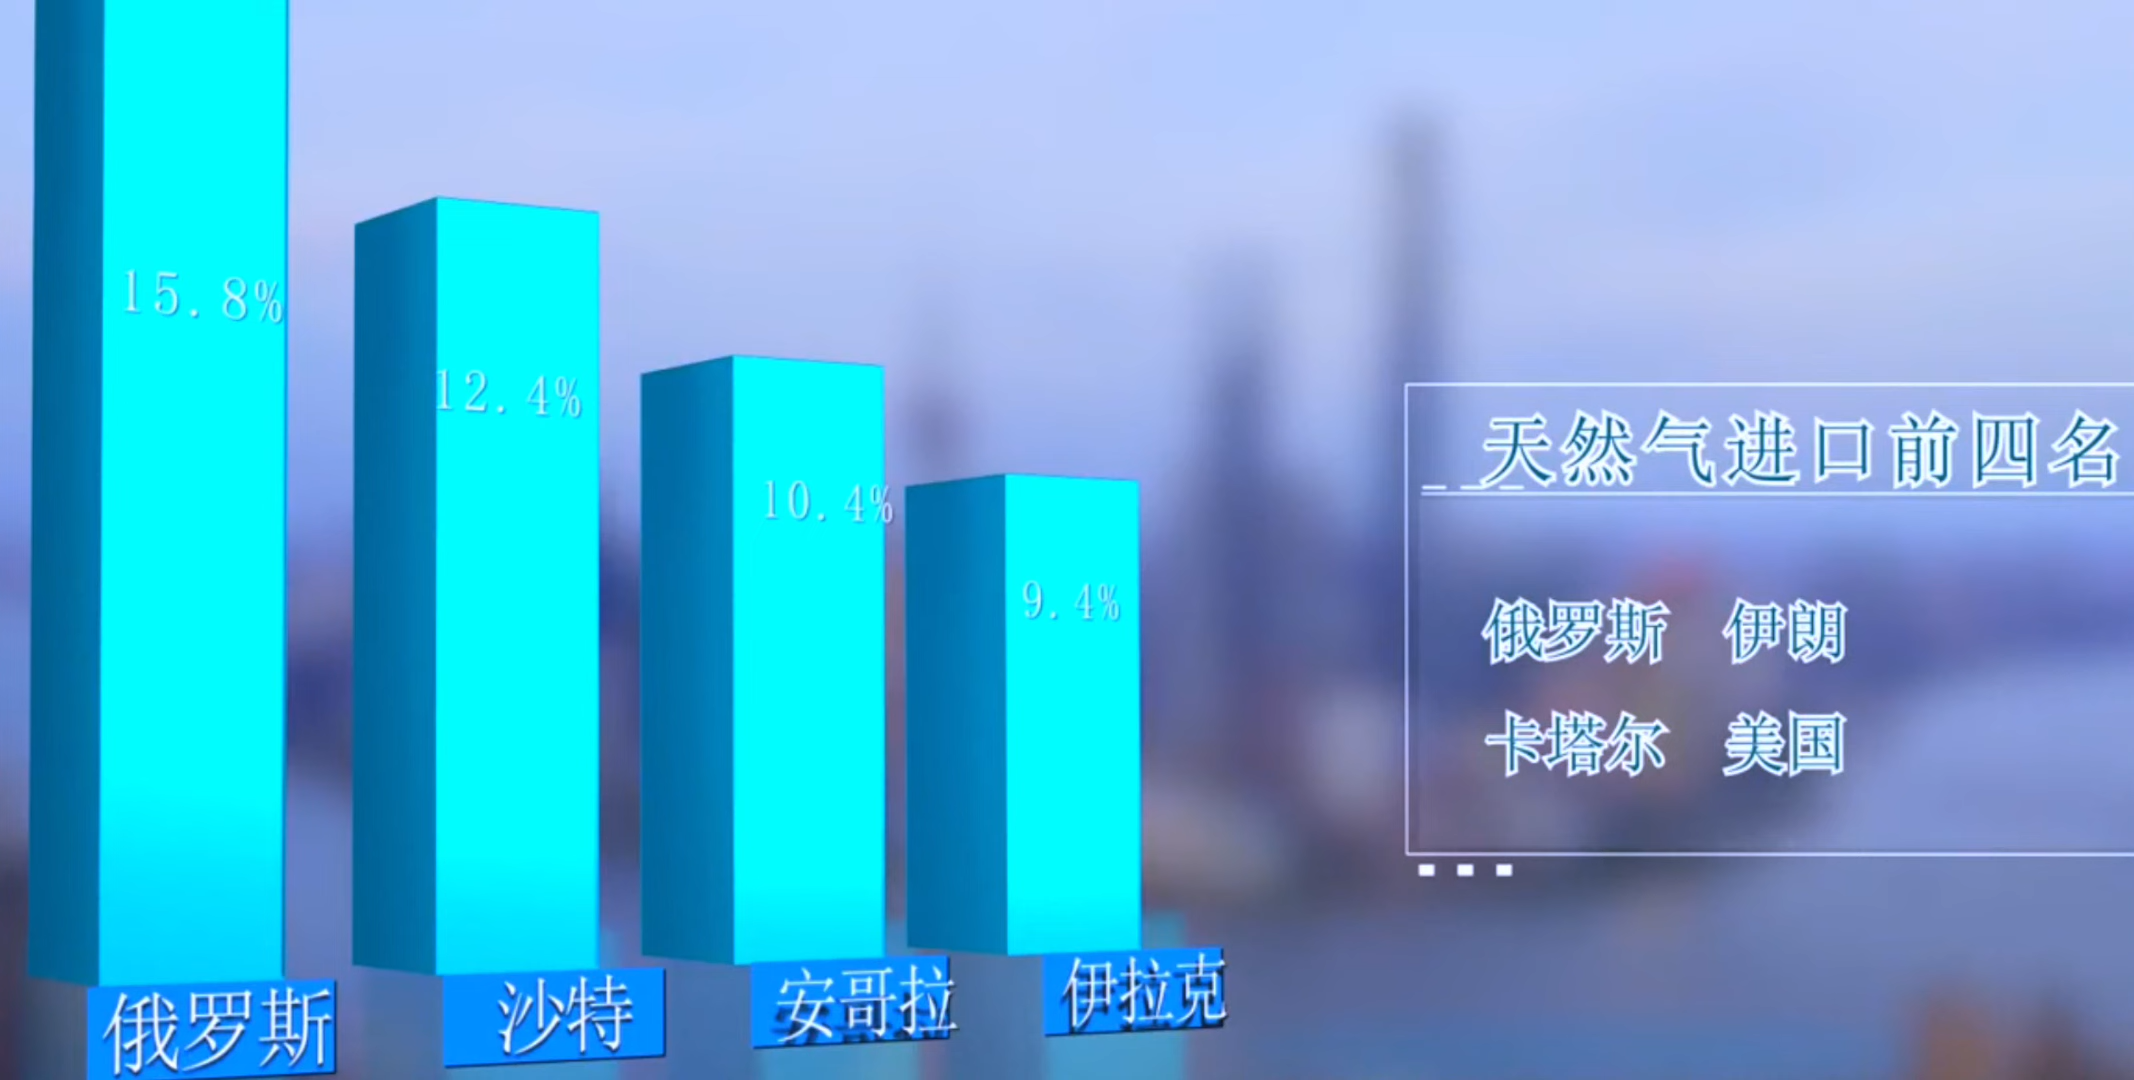 15.8%
12.4%
10.4%
9.4%
俄罗斯
沙特
安哥拉
伊拉克
天然气进口前四名
俄罗斯 伊朗
卡塔尔 美国